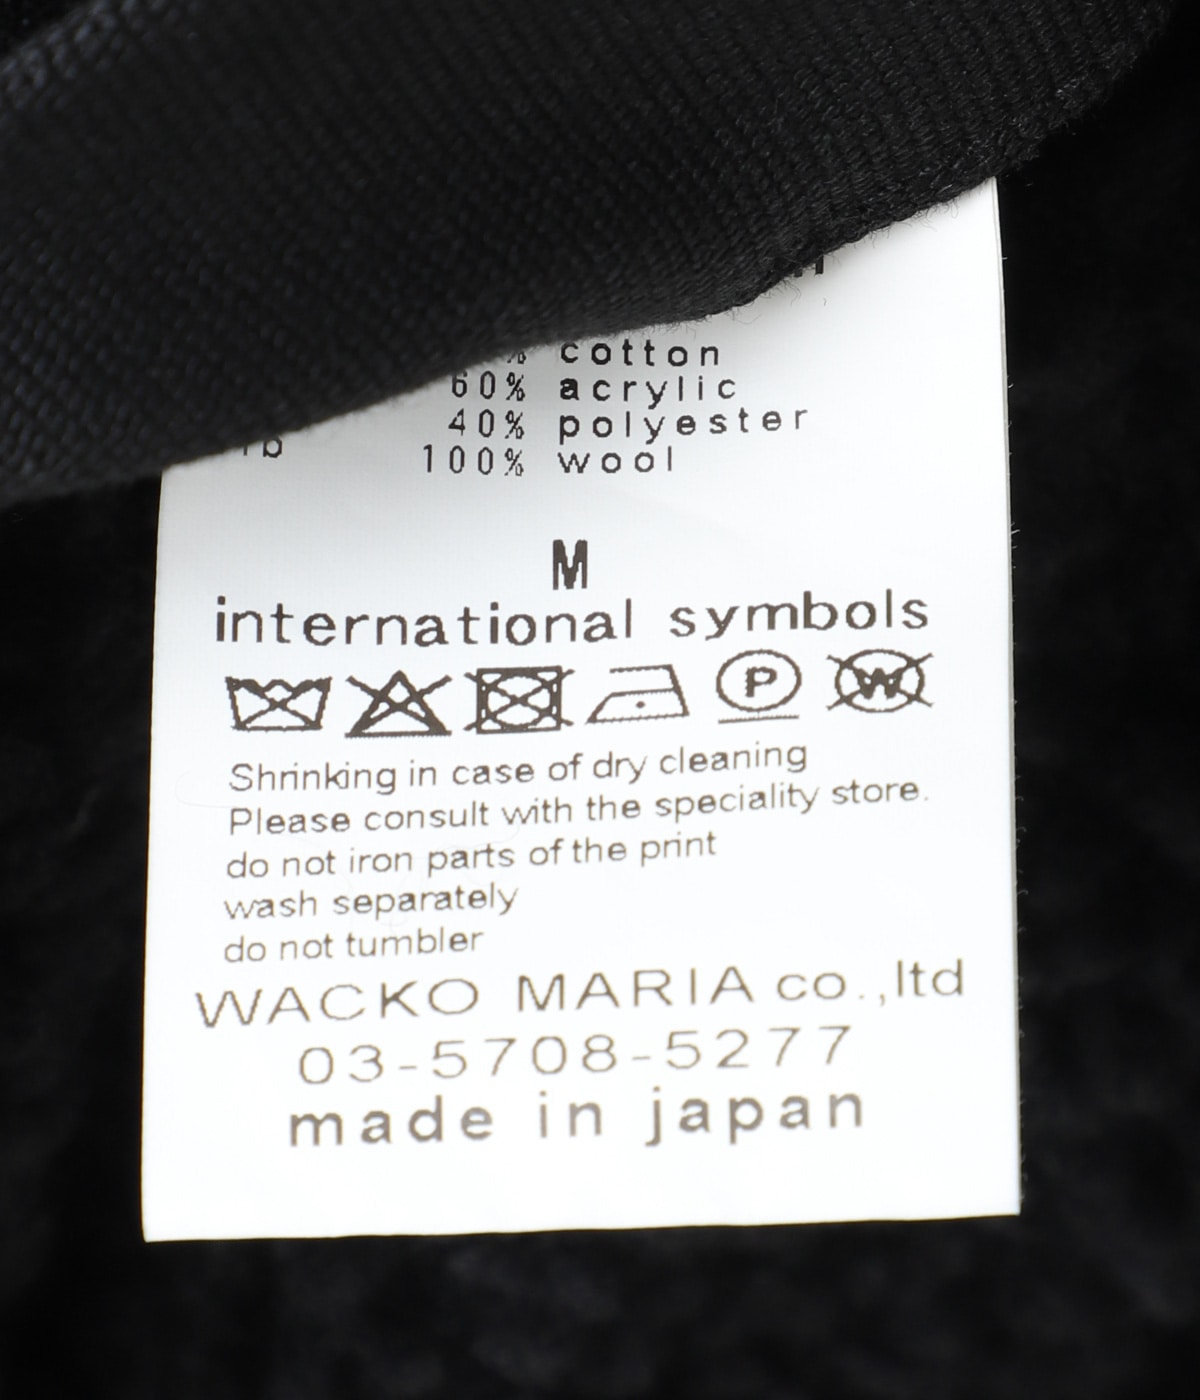 cotton
60% acrylic
40% polyester
100% wool
M
international symbols
P W
Shrinking in case of dry cleaning
Please consult with the speciality store.
do not iron parts of the print
wash separately
do not tumbler
WACKO MARIA co.,ltd
03-5708-5277
made in japan